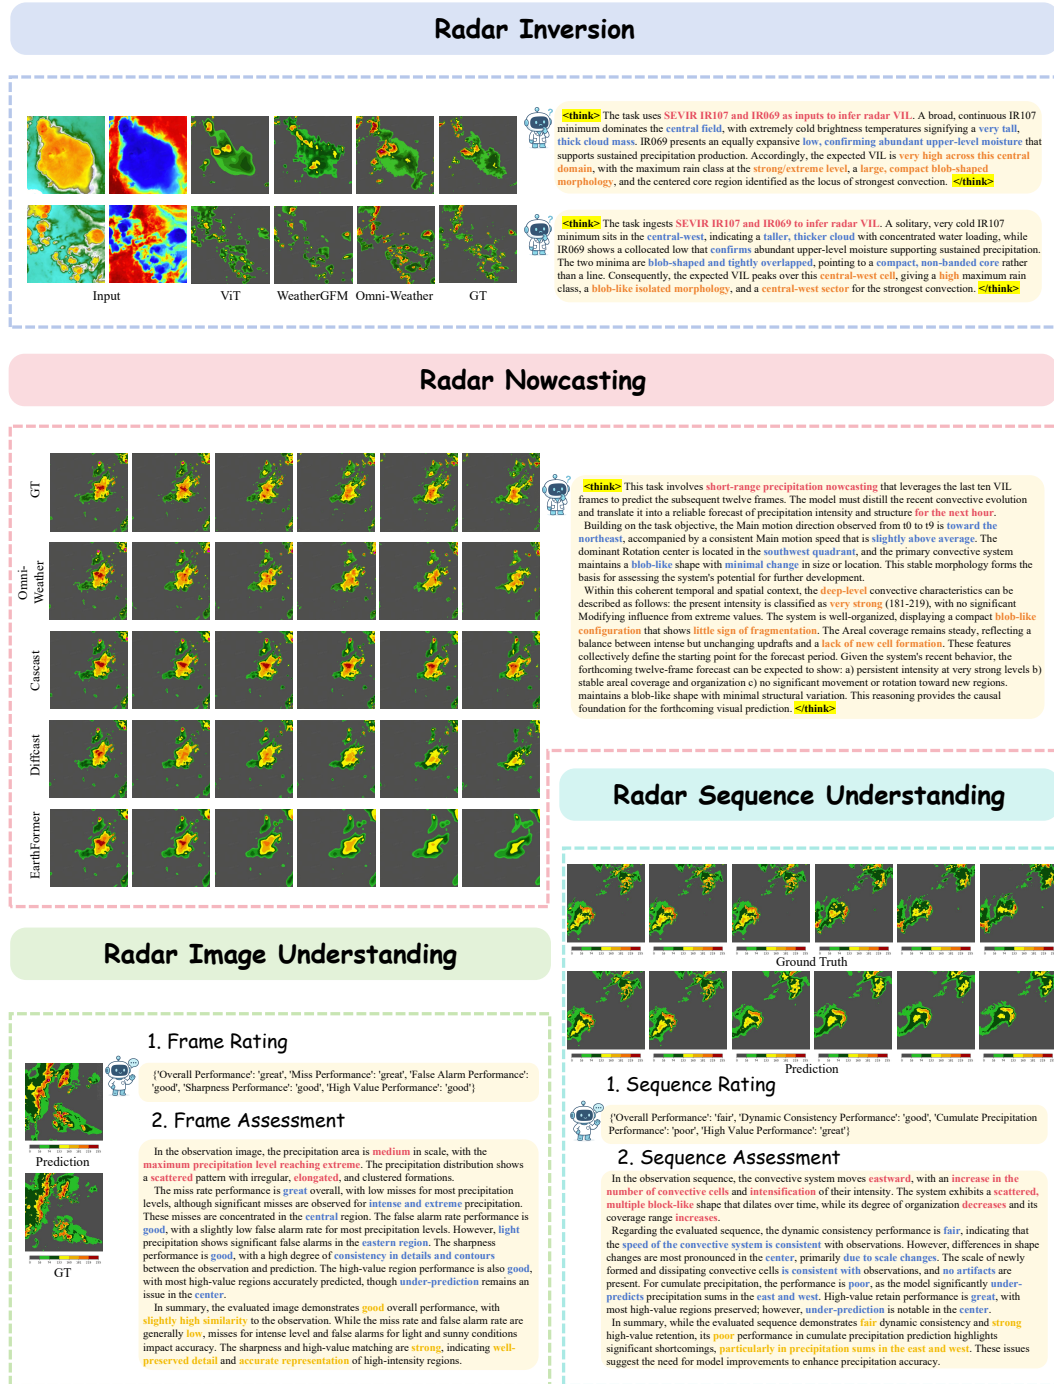 Radar Inversion
<think> The task uses SEVIR IR107 and IR069 as inputs to infer radar VIL. A broad, continuous IR107
minimum dominates the central field, with extremely cold brightness temperatures signifying a very tall,
thick cloud mass. IR069 presents an equally expansive low, confirming abundant upper-level moisture that
supports sustained precipitation production. Accordingly, the expected VIL is very high across this central
domain, with the maximum rain class at the strong/extreme level, a large, compact blob-shaped
morphology, and the centered core region identified as the locus of strongest convection. </think>
<think> The task ingests SEVIR IR107 and IR069 to infer radar VIL. A solitary, very cold IR107
minimum sits in the central-west, indicating a taller, thicker cloud with concentrated water loading, while
IR069 shows a collocated low that confirms abundant upper-level moisture supporting sustained precipitation.
The two minima are blob-shaped and tightly overlapped, pointing to a compact, non-banded core rather
than a line. Consequently, the expected VIL peaks over this central-west cell, giving a high maximum rain
class, a blob-like isolated morphology, and a central-west sector for the strongest convection. </think>
Input
ViT
WeatherGFM
Omni-Weather
GT
Radar Nowcasting
GT
Omni-
Weather
Cascast
Diffcast
EarthFormer
<think> This task involves short-range precipitation nowcasting that leverages the last ten VIL
frames to predict the subsequent twelve frames. The model must distill the recent convective evolution
and translate it into a reliable forecast of precipitation intensity and structure for the next hour.
Building on the task objective, the Main motion direction observed from t0 to t9 is toward the
northeast, accompanied by a consistent Main motion speed that is slightly above average. The
dominant Rotation center is located in the southwest quadrant, and the primary convective system
maintains a blob-like shape with minimal change in size or location. This stable morphology forms the
basis for assessing the system's potential for further development.
Within this coherent temporal and spatial context, the deep-level convective characteristics can be
described as follows: the present intensity is classified as very strong (181-219), with no significant
Modifying influence from extreme values. The system is well-organized, displaying a compact blob-like
configuration that shows little sign of fragmentation. The Areal coverage remains steady, reflecting a
balance between intense but unchanging updrafts and a lack of new cell formation. These features
collectively define the starting point for the forecast period. Given the system's recent behavior, the
forthcoming twelve-frame forecast can be expected to show: a) persistent intensity at very strong levels b)
stable areal coverage and organization c) no significant movement or rotation toward new regions.
maintains a blob-like shape with minimal structural variation. This reasoning provides the causal
foundation for the forthcoming visual prediction. </think>
Radar Sequence Understanding
Ground Truth
Prediction
1. Sequence Rating
{'Overall Performance': 'fair', 'Dynamic Consistency Performance': 'good', 'Cumulate Precipitation
Performance': 'poor', 'High Value Performance': 'great'}
2. Sequence Assessment
In the observation sequence, the convective system moves eastward, with an increase in the
number of convective cells and intensification of their intensity. The system exhibits a scattered,
multiple block-like shape that dilates over time, while its degree of organization decreases and its
coverage range increases.
Regarding the evaluated sequence, the dynamic consistency performance is fair, indicating that
the speed of the convective system is consistent with observations. However, differences in shape
changes are most pronounced in the center, primarily due to scale changes. The scale of newly
formed and dissipating convective cells is consistent with observations, and no artifacts are
present. For cumulate precipitation, the performance is poor, as the model significantly under-
predicts precipitation sums in the east and west. High-value retain performance is great, with
most high-value regions preserved; however, under-prediction is notable in the center.
In summary, while the evaluated sequence demonstrates fair dynamic consistency and strong
high-value retention, its poor performance in cumulate precipitation prediction highlights
significant shortcomings, particularly in precipitation sums in the east and west. These issues
suggest the need for model improvements to enhance precipitation accuracy.
Radar Image Understanding
Prediction
GT
1. Frame Rating
{'Overall Performance': 'great', 'Miss Performance': 'great', 'False Alarm Performance':
'good', 'Sharpness Performance': 'good', 'High Value Performance': 'good'}
2. Frame Assessment
In the observation image, the precipitation area is medium in scale, with the
maximum precipitation level reaching extreme. The precipitation distribution shows
a scattered pattern with irregular, elongated, and clustered formations.
The miss rate performance is great overall, with low misses for most precipitation
levels, although significant misses are observed for intense and extreme precipitation.
These misses are concentrated in the central region. The false alarm rate performance is
good, with a slightly low false alarm rate for most precipitation levels. However, light
precipitation shows significant false alarms in the eastern region. The sharpness
performance is good, with a high degree of consistency in details and contours
between the observation and prediction. The high-value region performance is also good,
with most high-value regions accurately predicted, though under-prediction remains an
issue in the center.
In summary, the evaluated image demonstrates good overall performance, with
slightly high similarity to the observation. While the miss rate and false alarm rate are
generally low, misses for intense level and false alarms for light and sunny conditions
impact accuracy. The sharpness and high-value matching are strong, indicating well-
preserved detail and accurate representation of high-intensity regions.